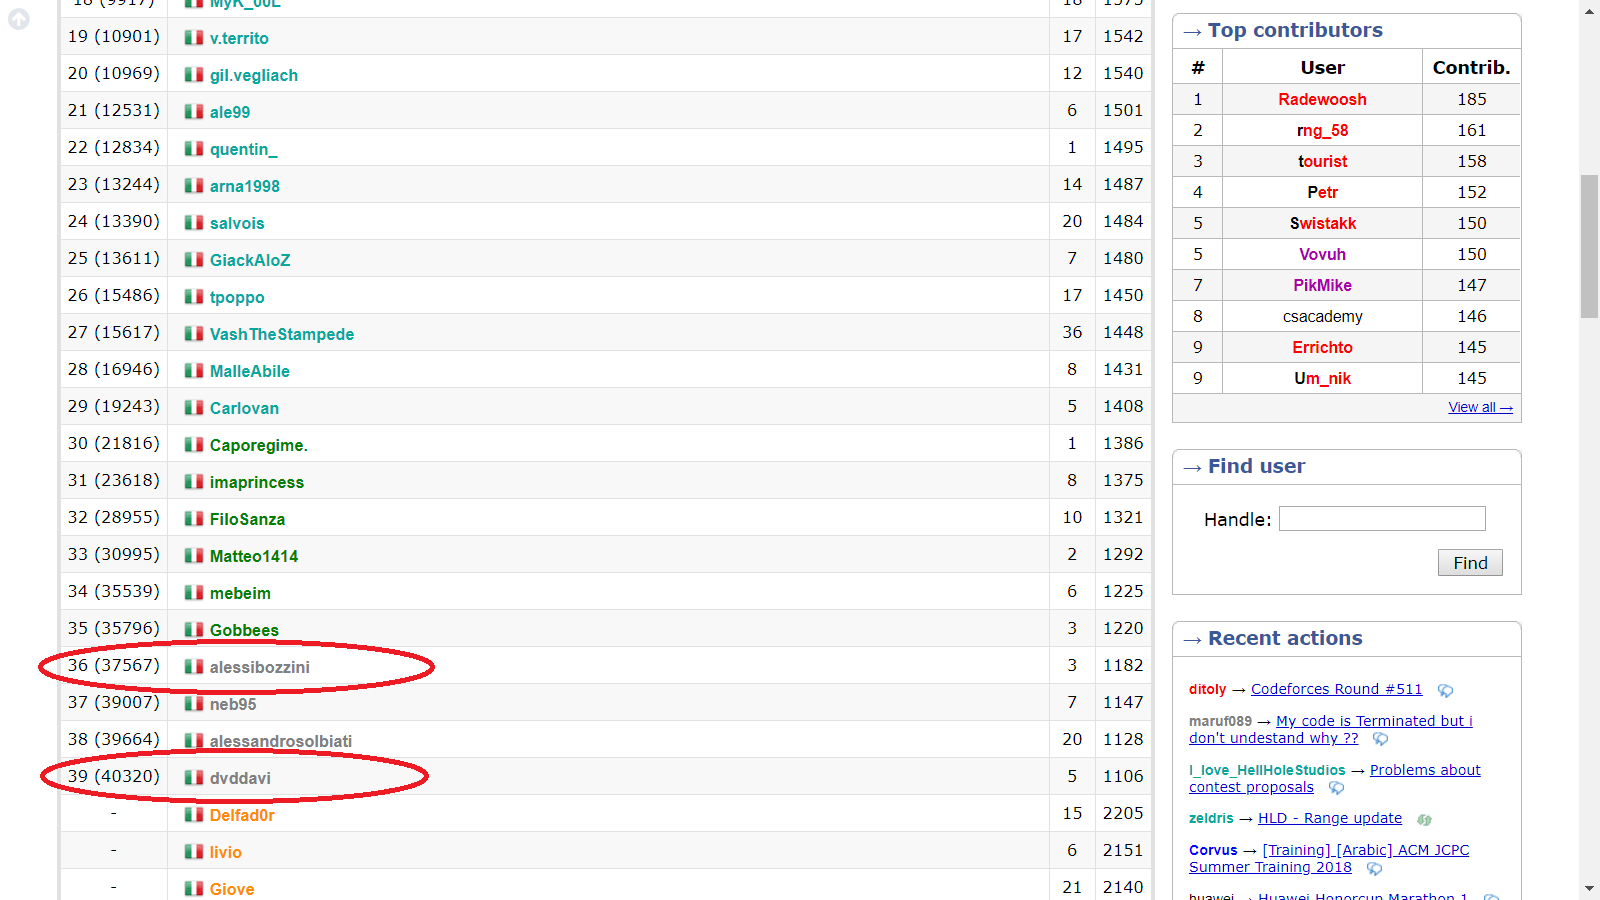 18 (9917) MyK_00L 18 1575
19 (10901) v.territo 17 1542
20 (10969) gil.vegliach 12 1540
21 (12531) ale99 6 1501
22 (12834) quentin_ 1 1495
23 (13244) arna1998 14 1487
24 (13390) salvois 20 1484
25 (13611) GiackAloZ 7 1480
26 (15486) tpoppo 17 1450
27 (15617) VashTheStampede 36 1448
28 (16946) MalleAbile 8 1431
29 (19243) Carlovan 5 1408
30 (21816) Caporegime. 1 1386
31 (23618) imaprincess 8 1375
32 (28955) FiloSanza 10 1321
33 (30995) Matteo1414 2 1292
34 (35539) mebeim 6 1225
35 (35796) Gobbees 3 1220
36 (37567) alessibozzini 3 1182
37 (39007) neb95 7 1147
38 (39664) alessandrosolbiati 20 1128
39 (40320) dvddavi 5 1106
- Delfad0r 15 2205
- livio 6 2151
- Giove 21 2140
→ Top contributors
# User Contrib.
1 Radewoosh 185
2 rng_58 161
3 tourist 158
4 Petr 152
5 Swistakk 150
5 Vovuh 150
7 PikMike 147
8 csacademy 146
9 Errichto 145
9 Um_nik 145
View all →
→ Find user
Handle:
Find
→ Recent actions
ditoly → Codeforces Round #511
maruf089 → My code is Terminated but i
don't undestand why ??
I_love_HellHoleStudios → Problems about
contest proposals
zeldris → HLD - Range update
Corvus → [Training] [Arabic] ACM JCPC
Summer Training 2018
huawei → Huawei Honorcup Marathon 1